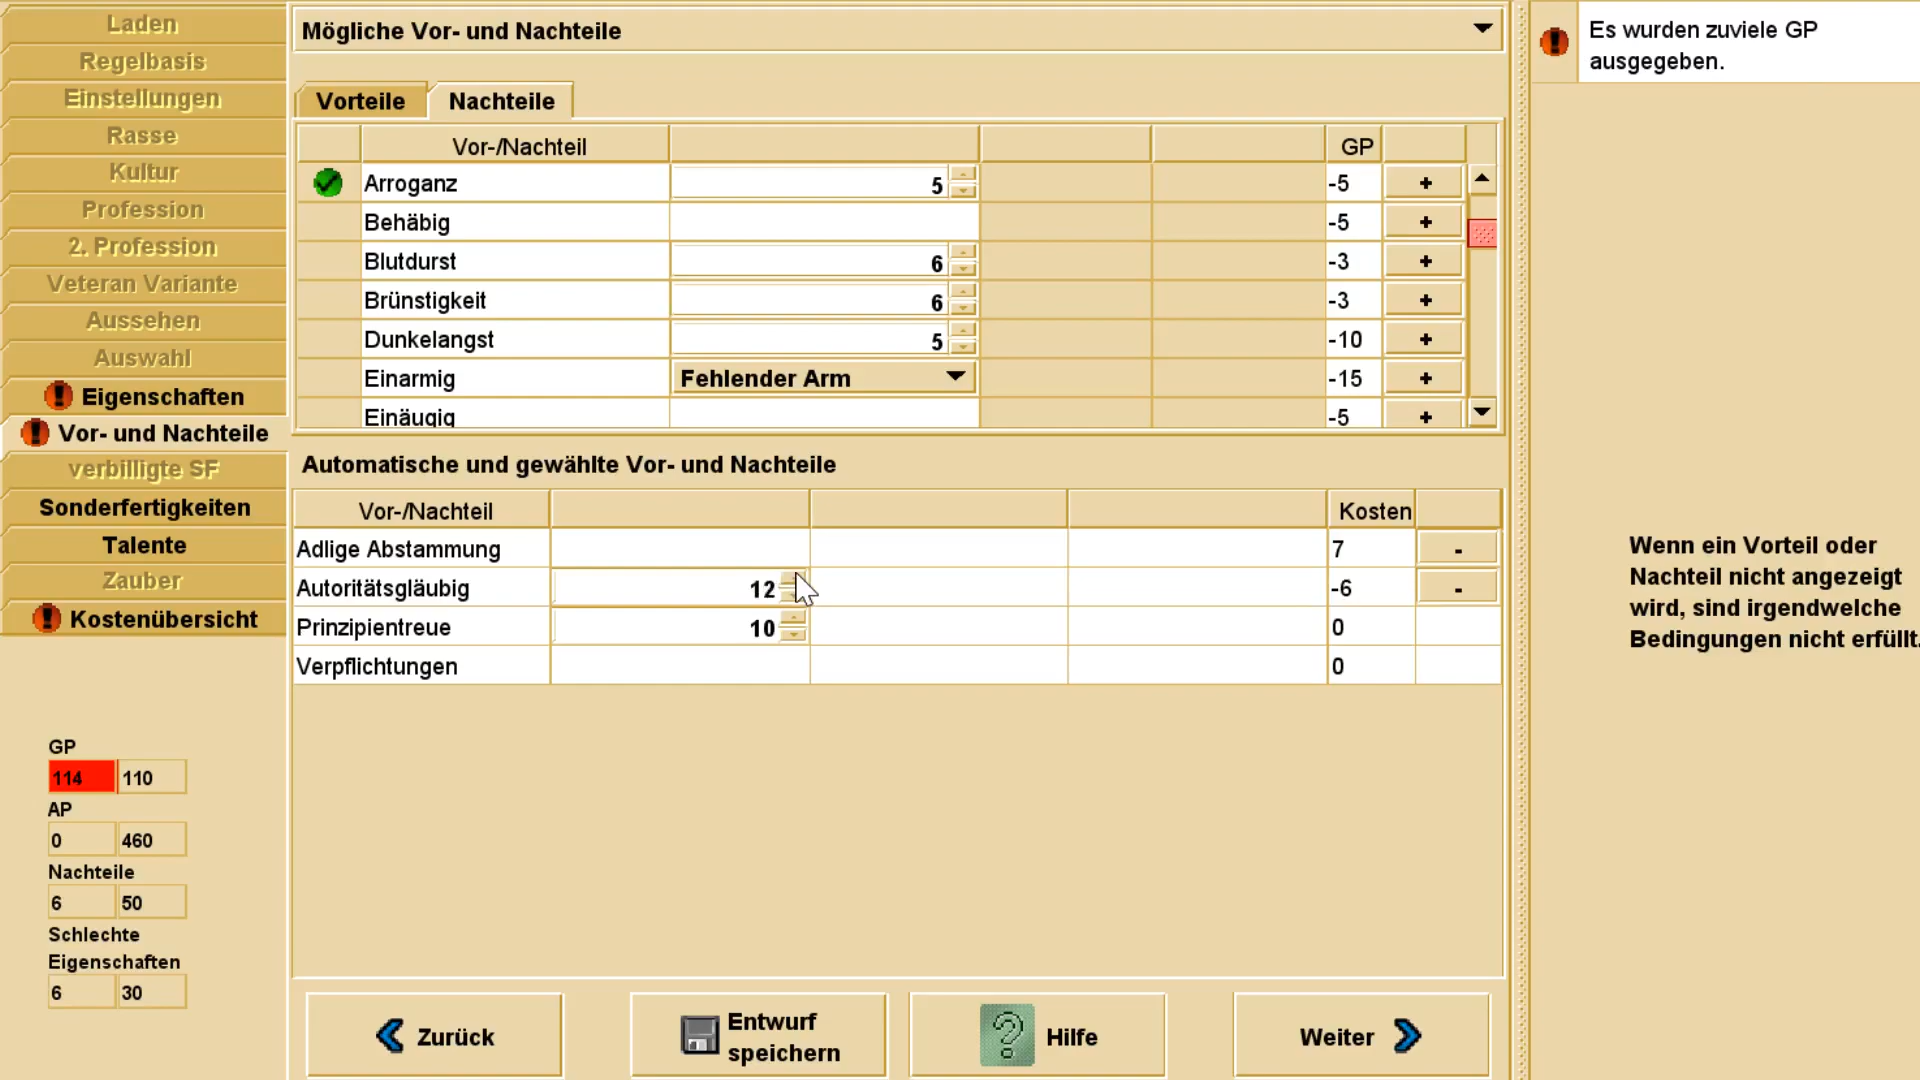 Laden
Regelbasis
Einstellungen
Rasse
Kultur
Profession
2. Profession
Veteran Variante
Aussehen
Auswahl
Eigenschaften
Vor- und Nachteile
verbilligte SF
Sonderfertigkeiten
Talente
Zauber
Kostenübersicht
GP
114 110
AP
0 460
Nachteile
6 50
Schlechte
Eigenschaften
6 30
Mögliche Vor- und Nachteile
Vorteile Nachteile
Vor-/Nachteil GP
Arroganz 5 -5 +
Behäbig -5 +
Blutdurst 6 -3 +
Brünstigkeit 6 -3 +
Dunkelangst 5 -10 +
Einarmig Fehlender Arm -15 +
Einäugig -5 +
Automatische und gewählte Vor- und Nachteile
Vor-/Nachteil Kosten
Adlige Abstammung 7 -
Autoritätsgläubig 12 -6 -
Prinzipientreue 10 0
Verpflichtungen 0
Zurück
Entwurf
speichern
Hilfe
Weiter
Es wurden zuviele GP
ausgegeben.
Wenn ein Vorteil oder
Nachteil nicht angezeigt
wird, sind irgendwelche
Bedingungen nicht erfüllt.